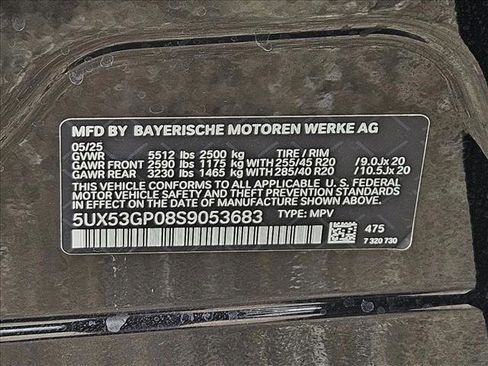 MFD BY BAYERISCHE MOTOREN WERKE AG
05/25
GVWR 5512 lbs 2500 kg TIRE / RIM
GAWR FRONT 2590 lbs 1175 kg WITH 255/45 R20 /9.0Jx 20
GAWR REAR 3230 lbs 1465 kg WITH 285/40 R20 /10.5Jx 20
THIS VEHICLE CONFORMS TO ALL APPLICABLE U.S. FEDERAL
MOTOR VEHICLE SAFETY AND THEFT PREVENTION STANDARDS
IN EFFECT ON THE DATE OF MANUFACTURE SHOWN ABOVE.
5UX53GP08S9053683 TYPE: MPV
475
7 320 730